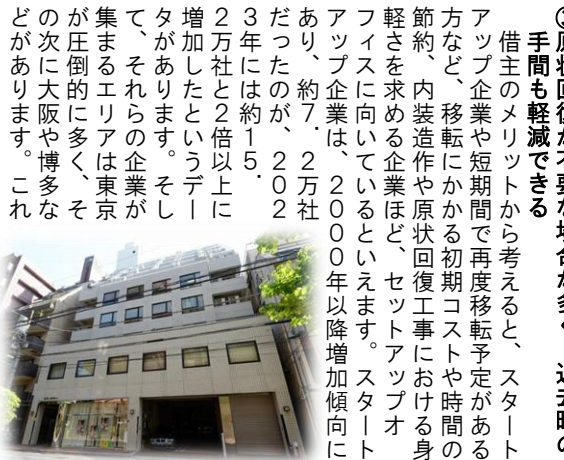 ③原状回復が不要な場合が多く、退去時の
手間も軽減できる
借主のメリットから考えると、スタート
アップ企業や短期間で再度移転予定がある
方など、移転にかかる初期コストや時間の
節約、内装造作や原状回復工事における身
軽さを求める企業ほど、セットアップオ
フィスに向いているといえます。スタート
アップ企業は、２０００年以降増加傾向に
あり、約７．２万社
だったのが、２０２
３年には約１５．
２万社と２倍以上に
増加したというデー
タがあります。そし
て、それらの企業が
集まるエリアは東京
が圧倒的に多く、そ
の次に大阪や博多な
どがあります。これ